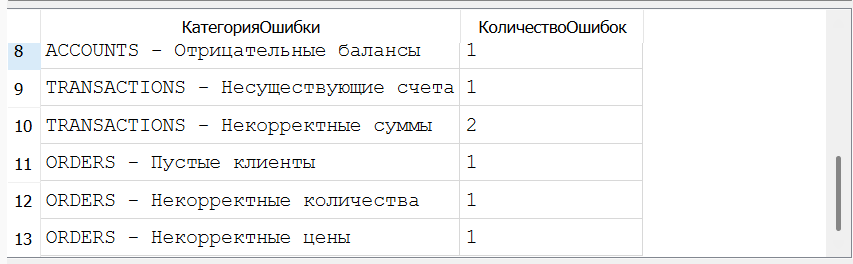 КатегорияОшибки КоличествоОшибок
8 ACCOUNTS - Отрицательные балансы 1
9 TRANSACTIONS - Несуществующие счета 1
10 TRANSACTIONS - Некорректные суммы 2
11 ORDERS - Пустые клиенты 1
12 ORDERS - Некорректные количества 1
13 ORDERS - Некорректные цены 1